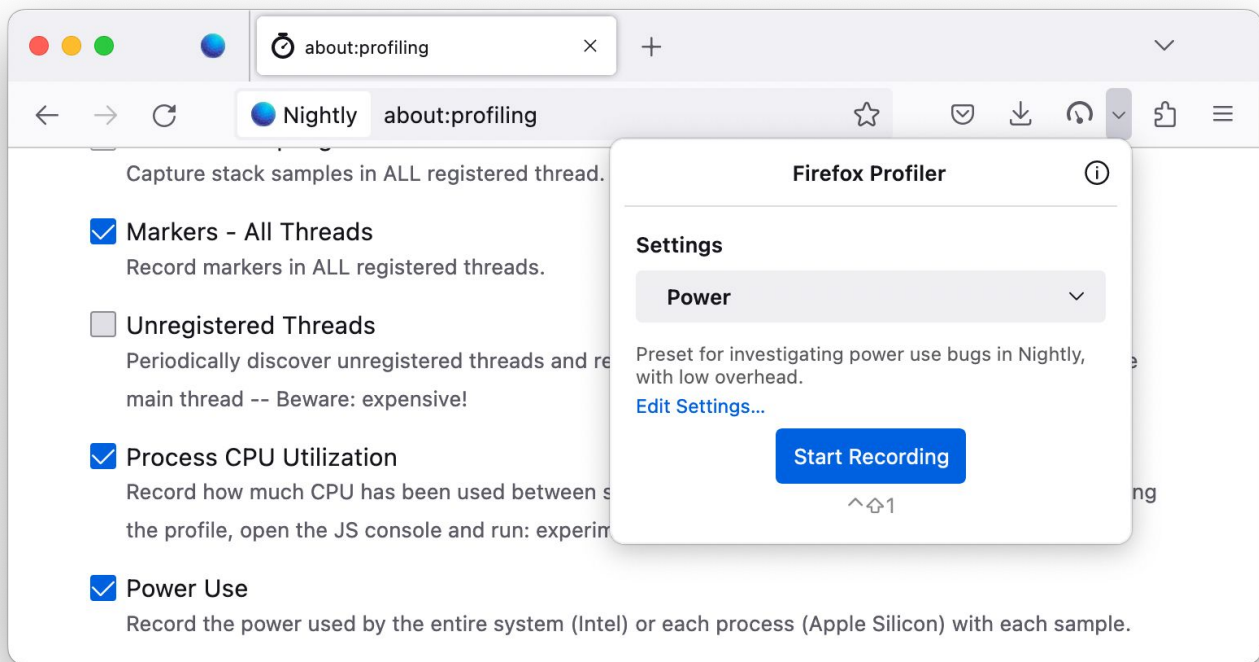 about:profiling
Nightly about:profiling
Capture stack samples in ALL registered thread.
Markers - All Threads
Record markers in ALL registered threads.
Unregistered Threads
Periodically discover unregistered threads and
main thread -- Beware: expensive!
Process CPU Utilization
Record how much CPU has been used between
the profile, open the JS console and run:
Power Use
Record the power used by the entire system (Intel) or each process (Apple Silicon) with each sample.
Firefox Profiler
Settings
Power
Preset for investigating power use bugs in Nightly,
with low overhead.
Edit Settings...
Start Recording
^⇧1